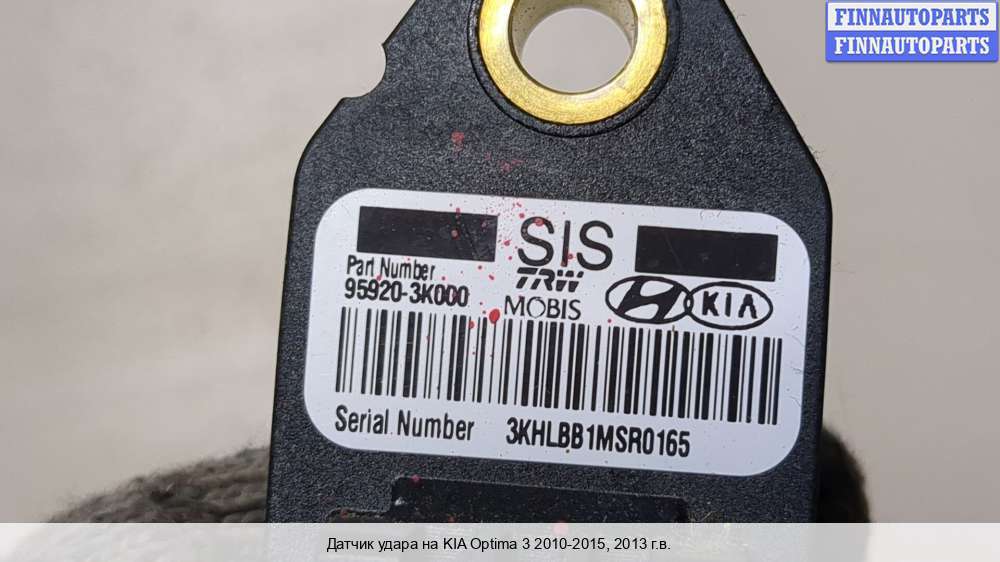 FINNAUTOPARTS
FINNAUTOPARTS
SIS
Part Number
95920-3K000
TRW
MOBIS
KIA
Serial Number 3KHLBB1MSR0165
Датчик удара на KIA Optima 3 2010-2015, 2013 г.в.